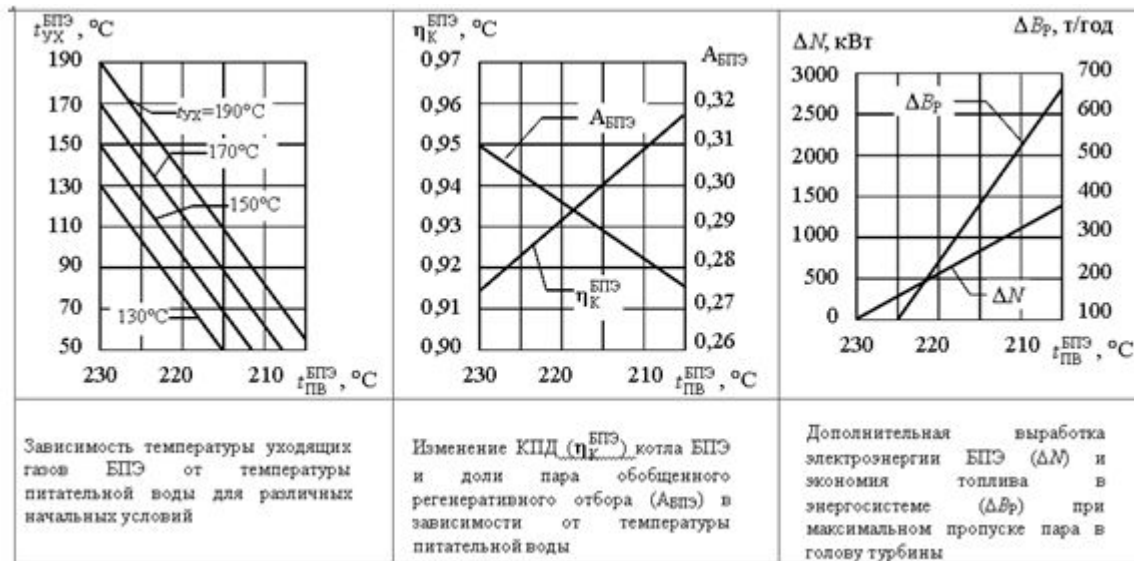 t_УХ^БПЭ, °C
190
170
150
130
110
90
70
50
t_УХ=190°C
170°C
150°C
130°C
230 220 210 t_ПВ^БПЭ, °C
η_К^БПЭ, °C
0,97
0,96
0,95
0,94
0,93
0,92
0,91
0,90
А_БПЭ
0,32
0,31
0,30
0,29
0,28
0,27
0,26
А_БПЭ
η_К^БПЭ
230 220 210 t_ПВ^БПЭ, °C
ΔN, кВт
3000
2500
2000
1500
1000
500
0
ΔB_Р, т/год
700
600
500
400
300
200
100
ΔB_Р
ΔN
230 220 210 t_ПВ^БПЭ, °C
Зависимость температуры уходящих
газов БПЭ от температуры
питательной воды для различных
начальных условий
Изменение КПД (η_К^БПЭ) котла БПЭ
и доли пара обобщенного
регенеративного отбора (А_БПЭ) в
зависимости от температуры
питательной воды
Дополнительная выработка
электроэнергии БПЭ (ΔN) и
экономия топлива в
энергосистеме (ΔB_Р) при
максимальном пропуске пара в
голову турбины